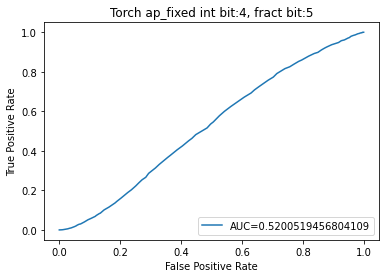 Torch ap_fixed int bit:4, fract bit:5
1.0
0.8
0.6
0.4
0.2
0.0
True Positive Rate
AUC=0.5200519456804109
0.0 0.2 0.4 0.6 0.8 1.0
False Positive Rate